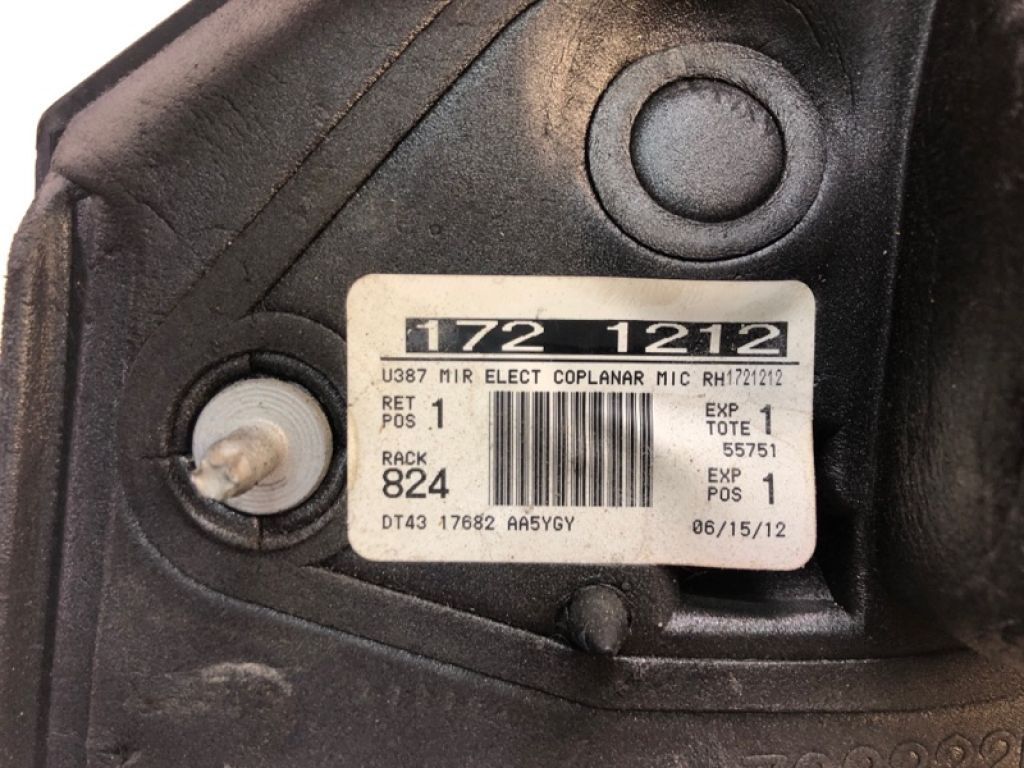 172 1212
U387 MIR ELECT COPLANAR MIC RH1721212
RET POS 1
EXP TOTE 1
55751
RACK 824
EXP POS 1
DT43 17682 AA5YGY
06/15/12